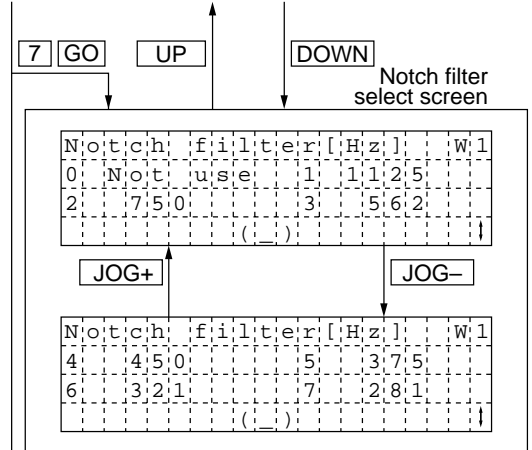 7 GO UP DOWN
Notch filter
select screen
Notch filter[Hz] W1
0 Not use 1 1125
2 750 3 562
(_) ↕
JOG+ JOG–
Notch filter[Hz] W1
4 450 5 375
6 321 7 281
(_) ↕